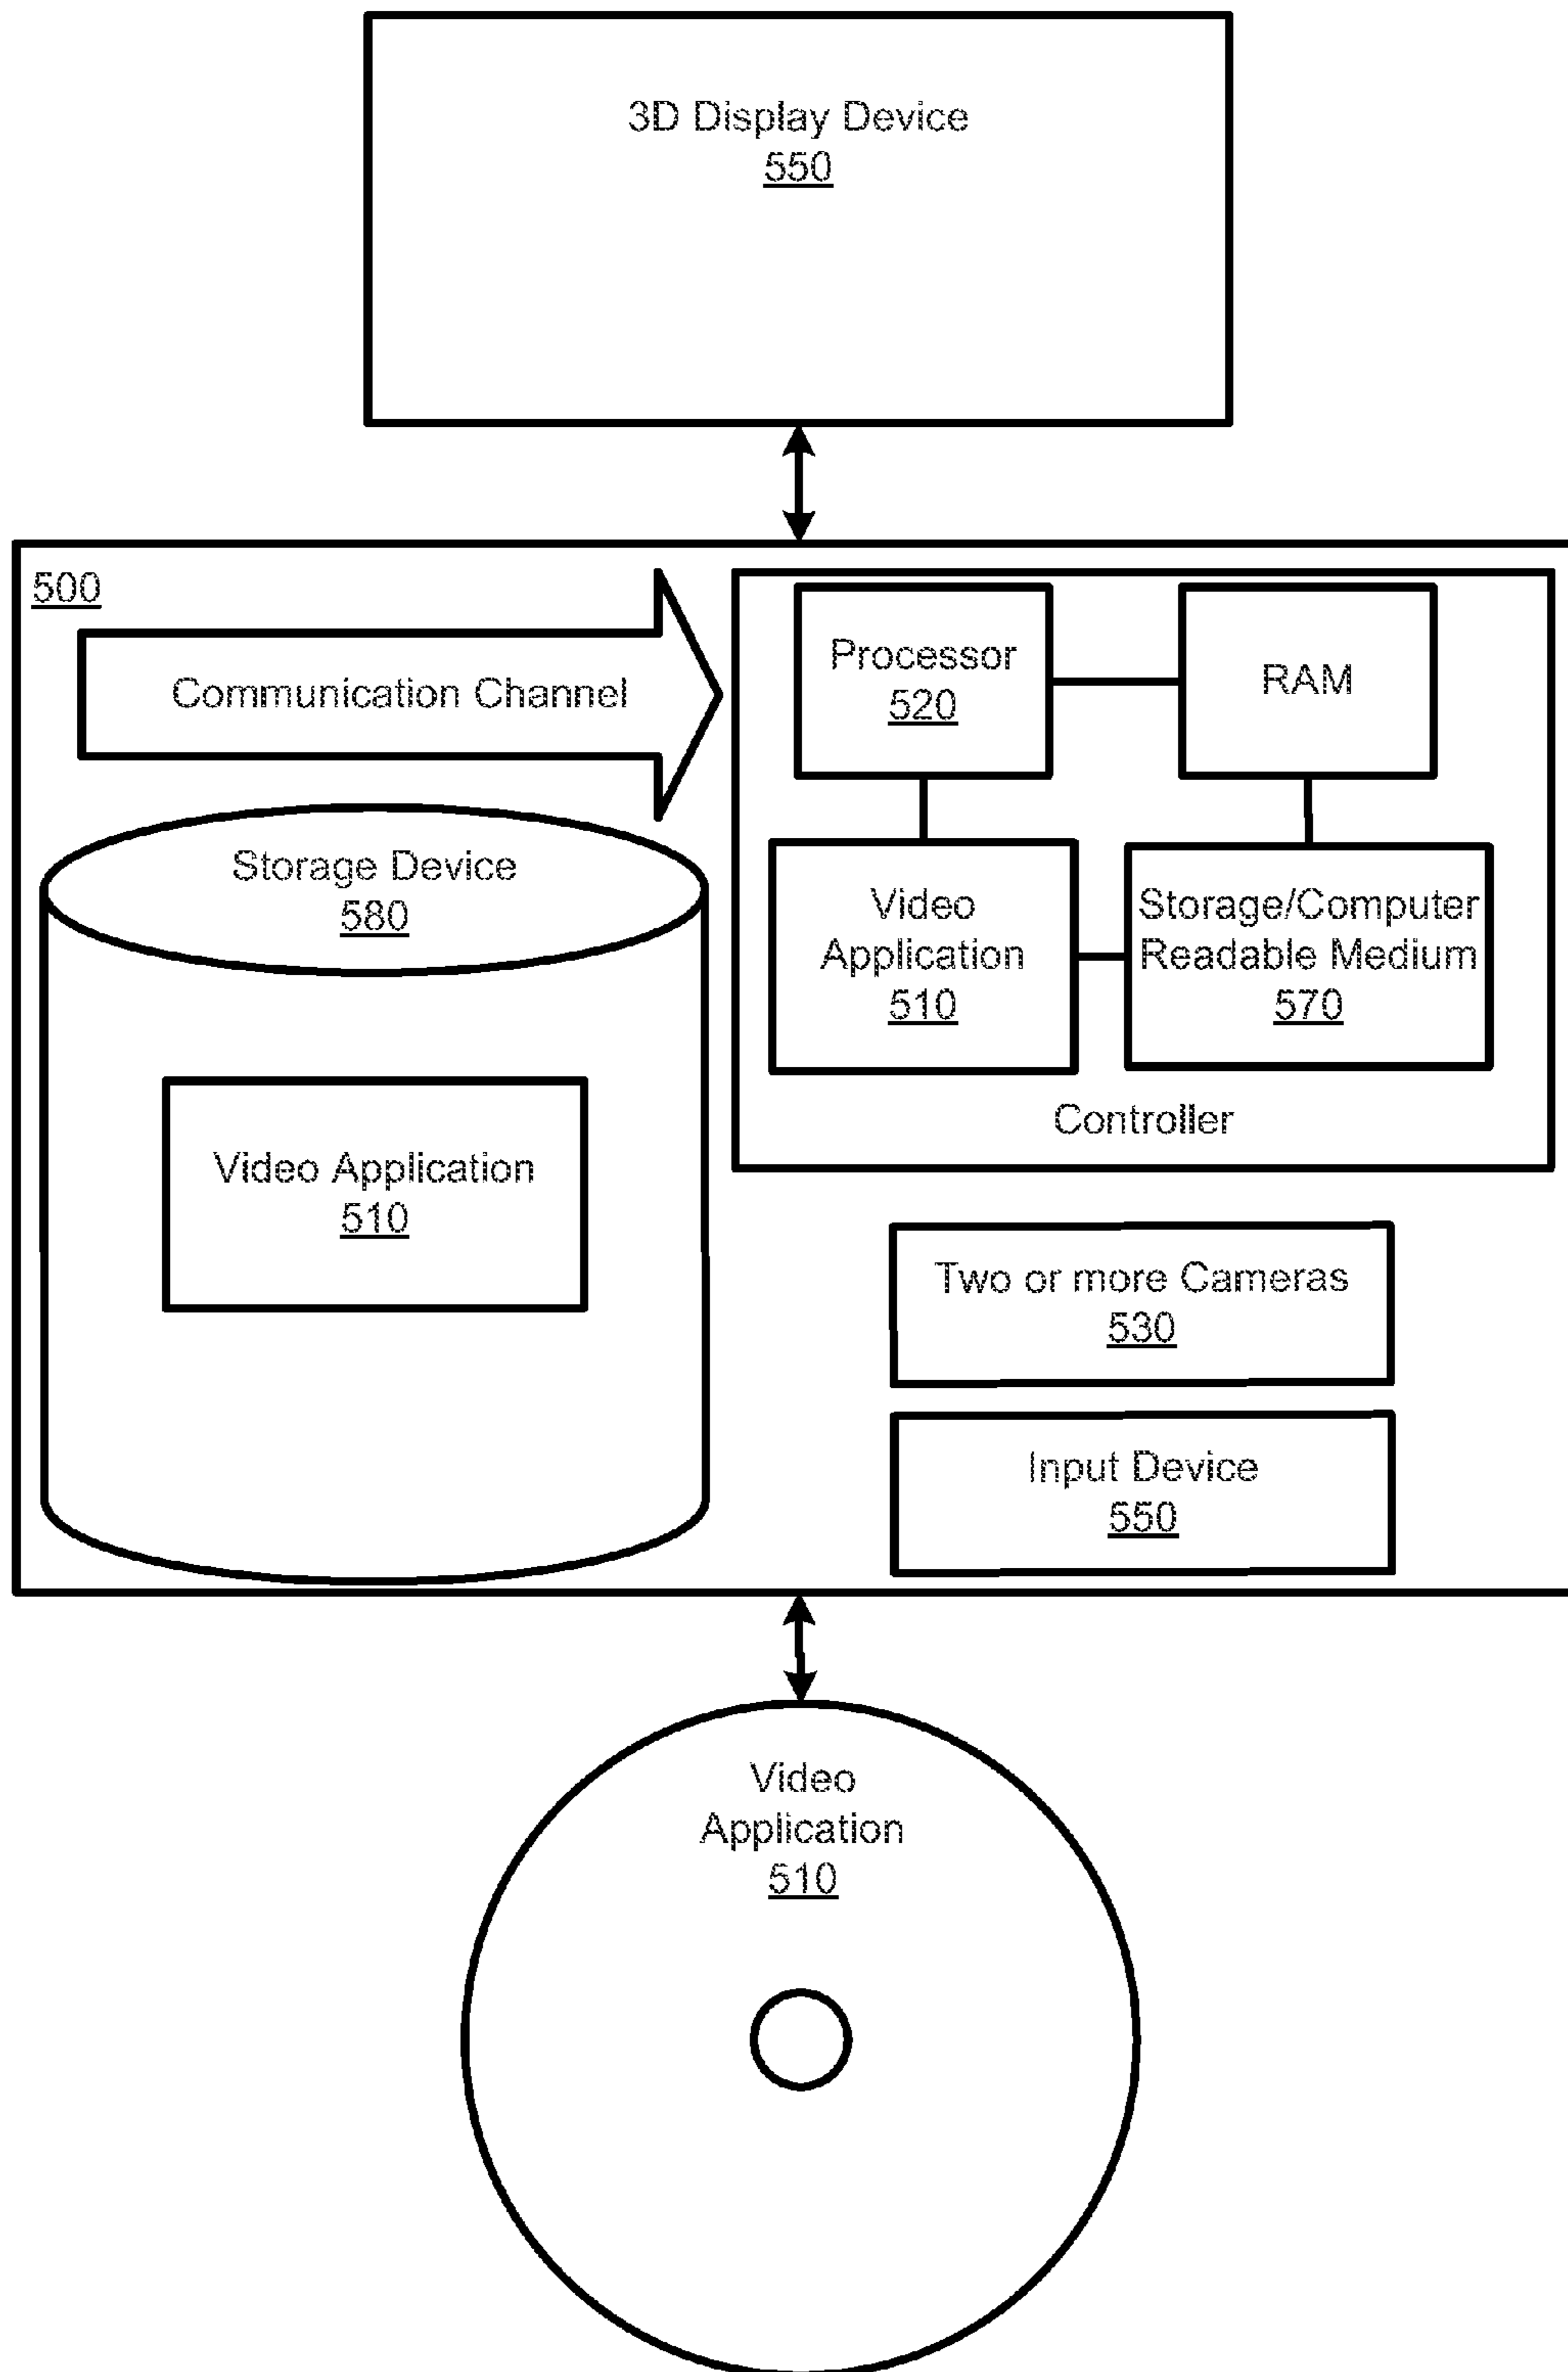 3D Display Device
550
500
Communication Channel
Processor
520
RAM
Storage Device
580
Video
Application
510
Storage/Computer
Readable Medium
570
Controller
Video Application
510
Two or more Cameras
530
Input Device
550
Video
Application
510